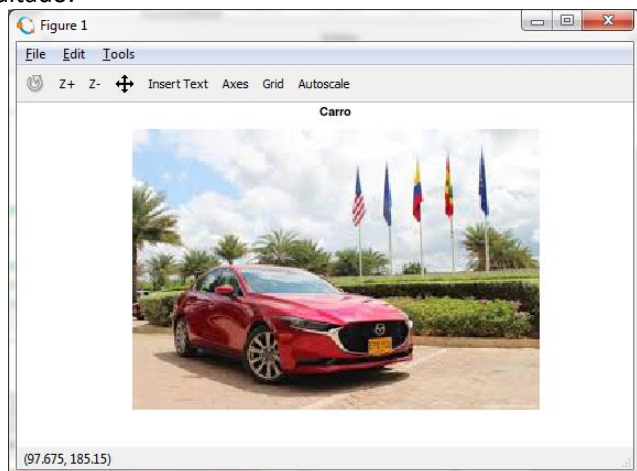 Figure 1
File Edit Tools
Z+ Z- Insert Text Axes Grid Autoscale
Carro
(97.675, 185.15)